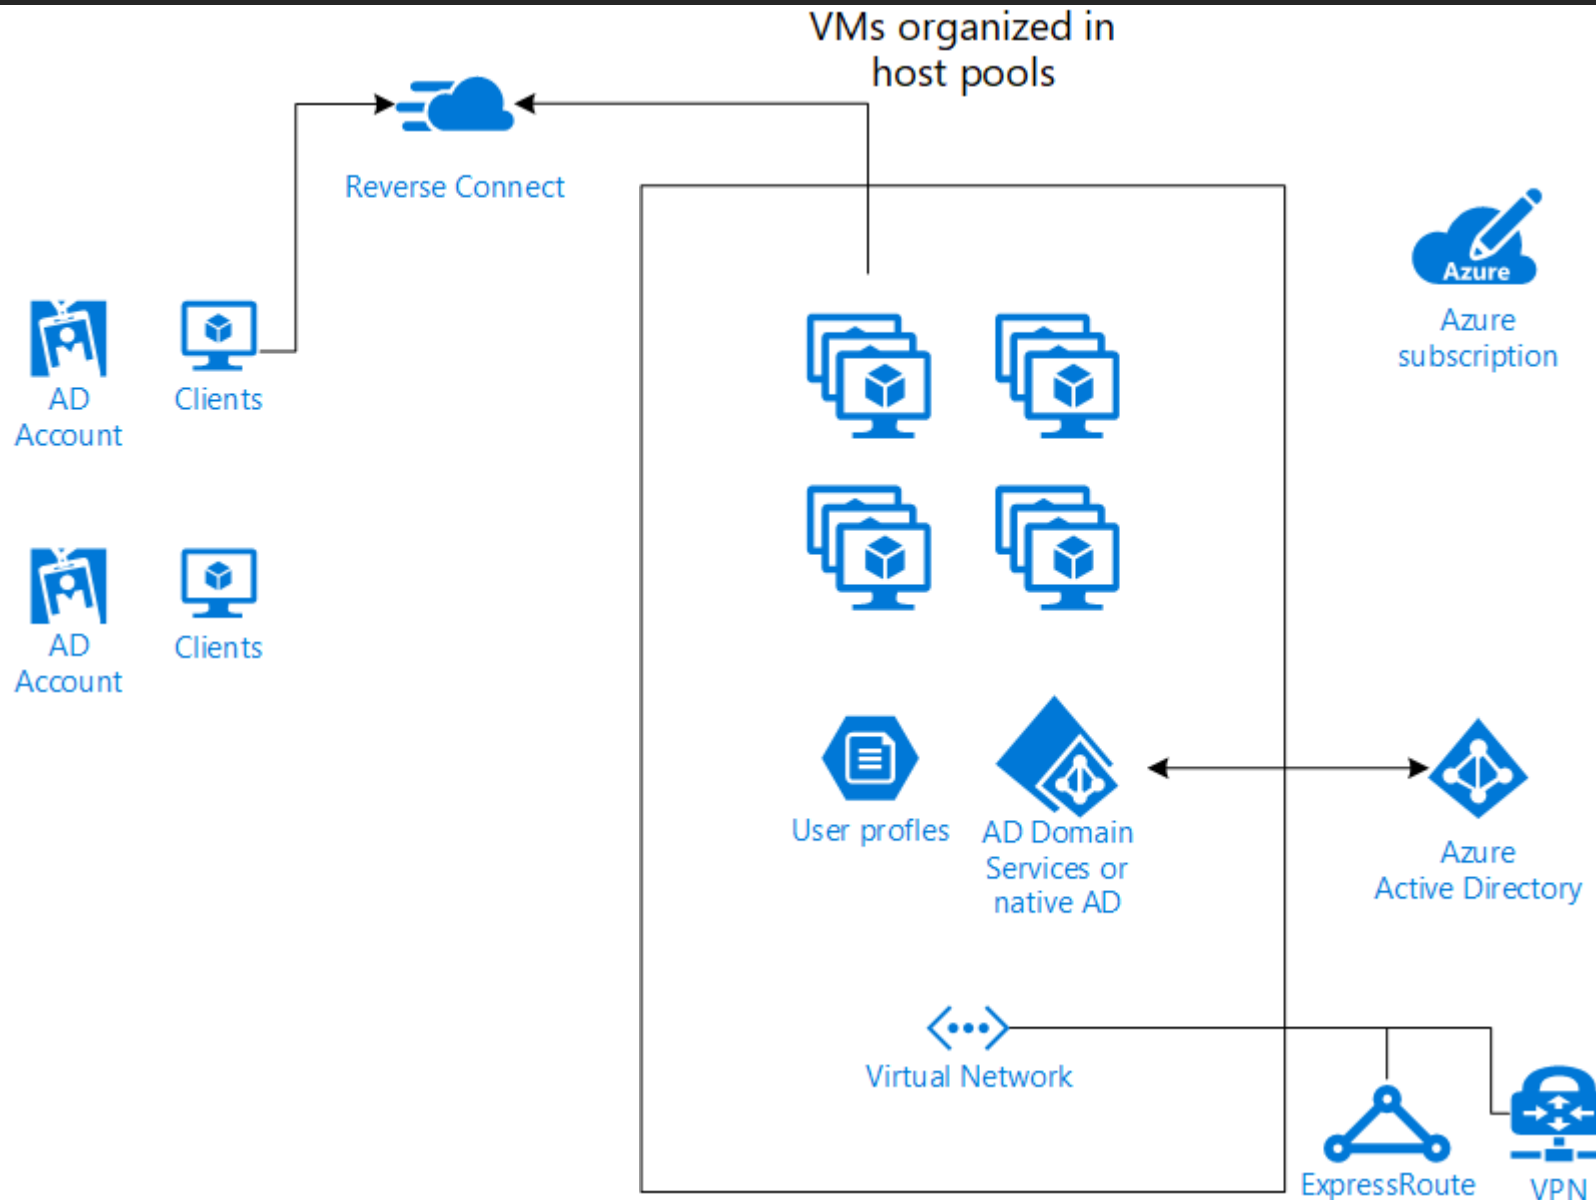 VMs organized in
host pools
Reverse Connect
Azure
Azure
subscription
AD
Account
Clients
AD
Account
Clients
User profles
AD Domain
Services or
native AD
Azure
Active Directory
Virtual Network
ExpressRoute
VPN